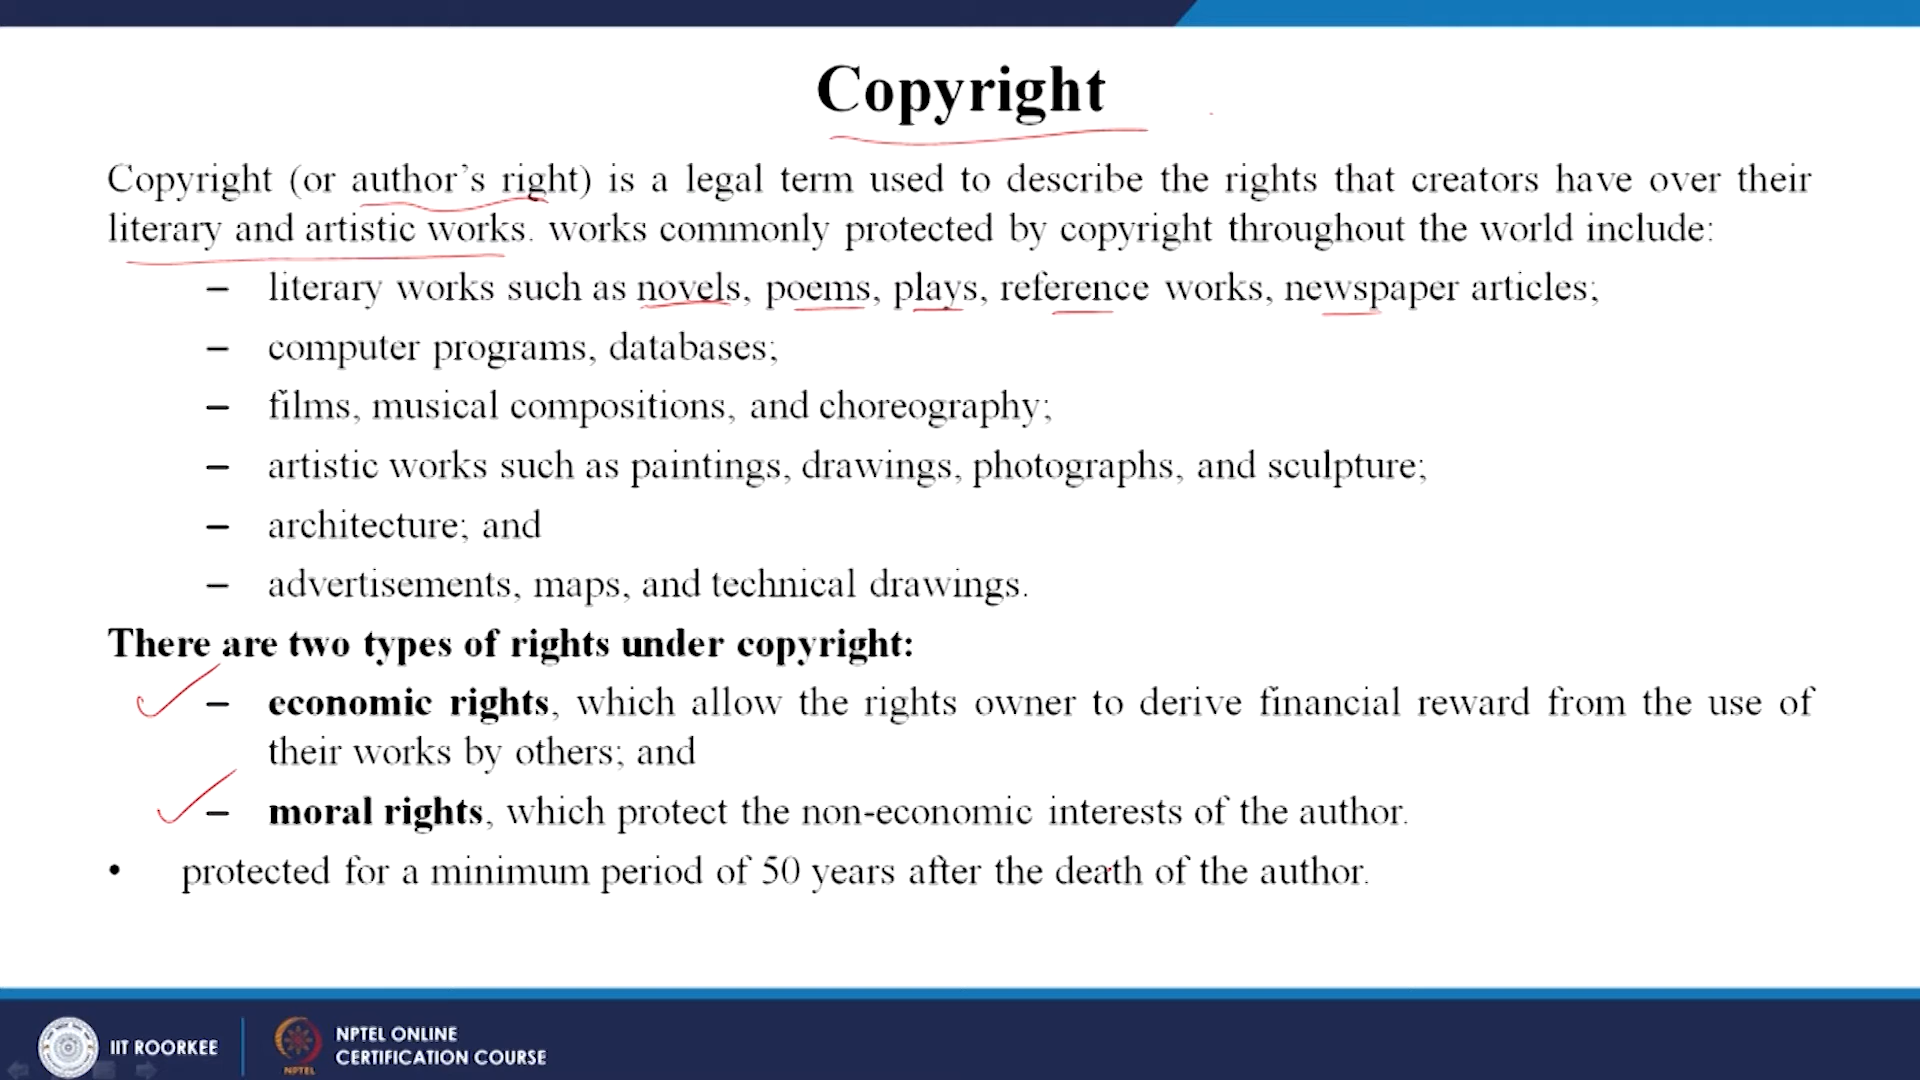 Copyright
Copyright (or author’s right) is a legal term used to describe the rights that creators have over their
literary and artistic works. works commonly protected by copyright throughout the world include:
– literary works such as novels, poems, plays, reference works, newspaper articles;
– computer programs, databases;
– films, musical compositions, and choreography;
– artistic works such as paintings, drawings, photographs, and sculpture;
– architecture; and
– advertisements, maps, and technical drawings.
There are two types of rights under copyright:
– economic rights, which allow the rights owner to derive financial reward from the use of
their works by others; and
– moral rights, which protect the non-economic interests of the author.
• protected for a minimum period of 50 years after the death of the author.
IIT ROORKEE
NPTEL
NPTEL ONLINE
CERTIFICATION COURSE